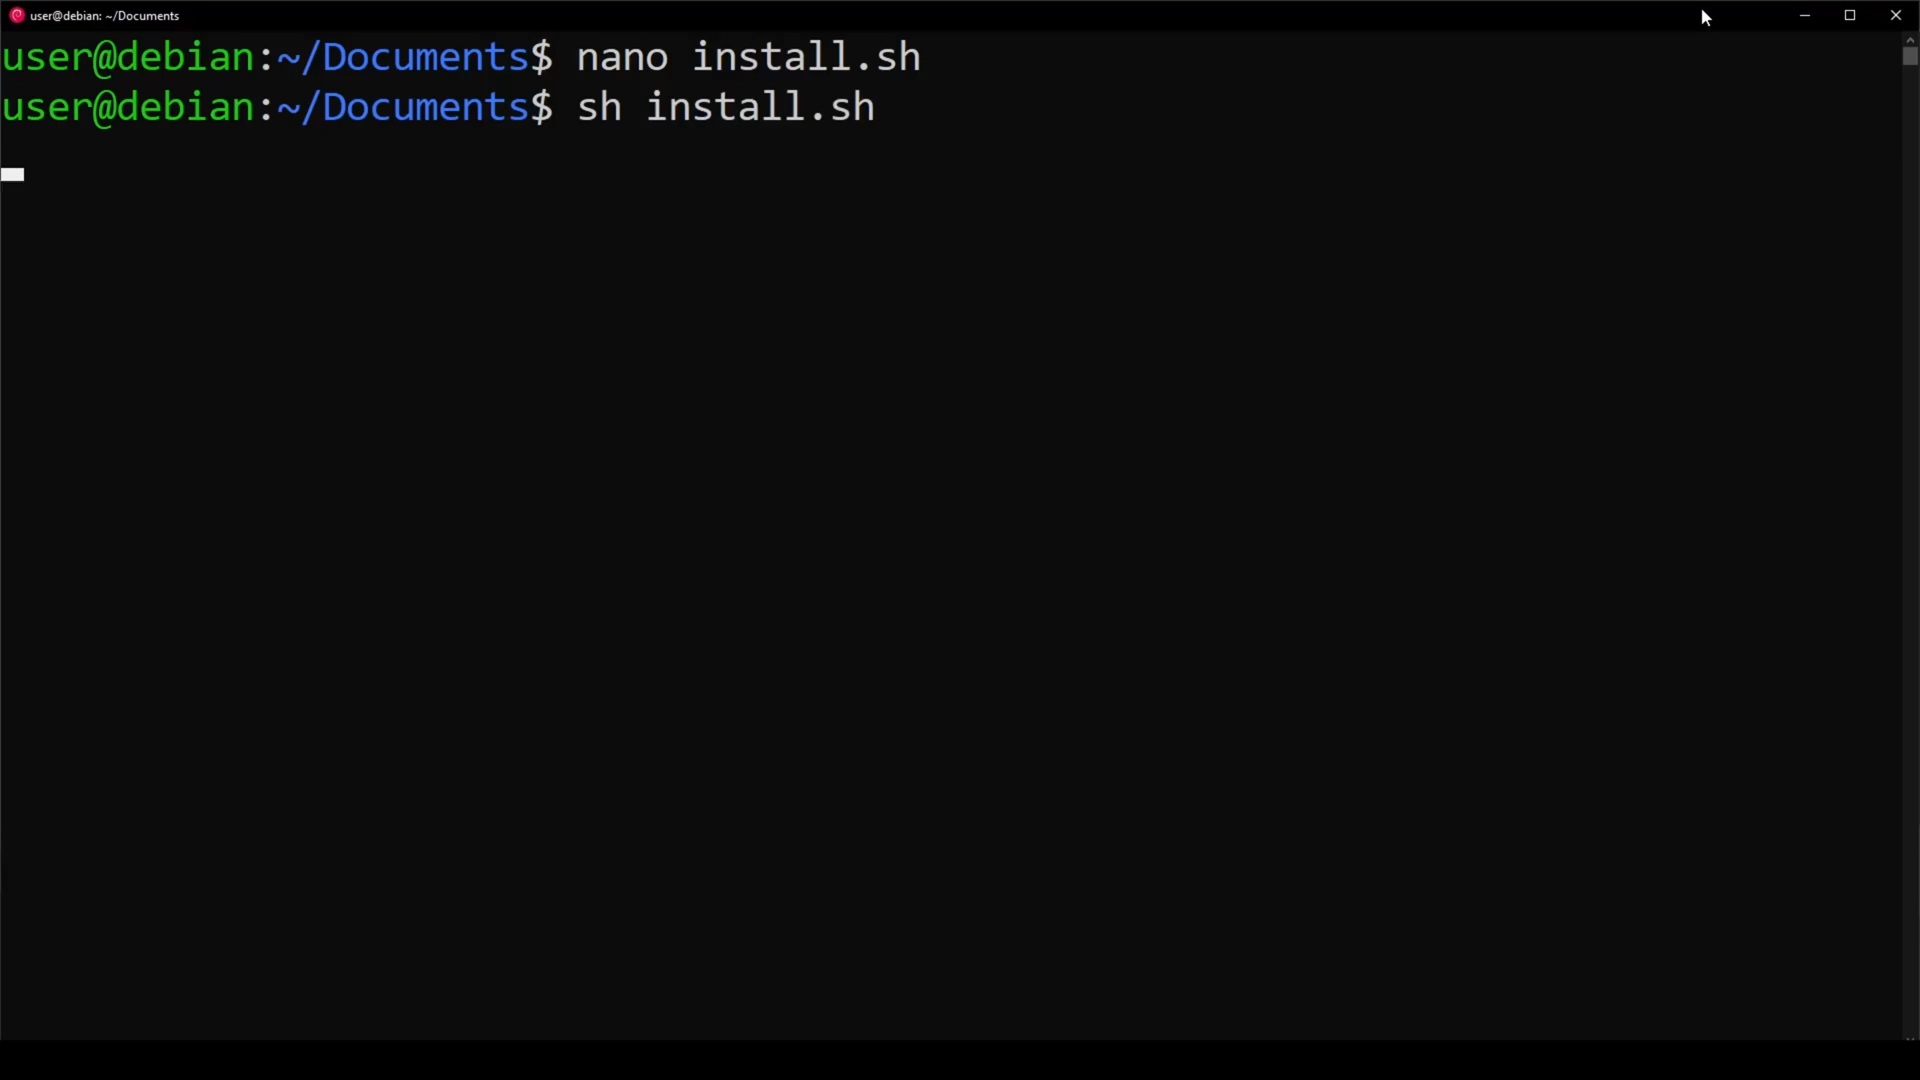 user@debian: ~/Documents
user@debian:~/Documents$ nano install.sh
user@debian:~/Documents$ sh install.sh